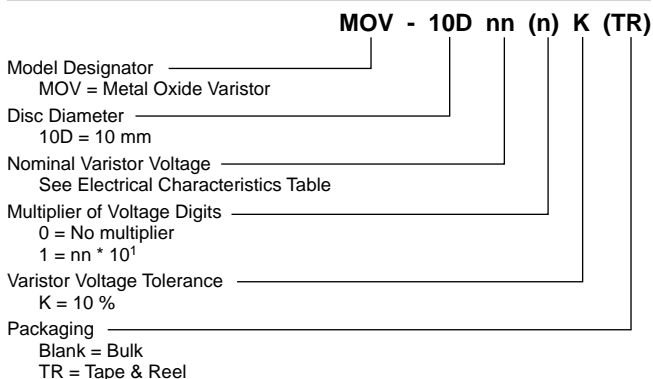 MOV - 10D nn (n) K (TR)
Model Designator
MOV = Metal Oxide Varistor
Disc Diameter
10D = 10 mm
Nominal Varistor Voltage
See Electrical Characteristics Table
Multiplier of Voltage Digits
0 = No multiplier
1 = nn * 10¹
Varistor Voltage Tolerance
K = 10 %
Packaging
Blank = Bulk
TR = Tape & Reel